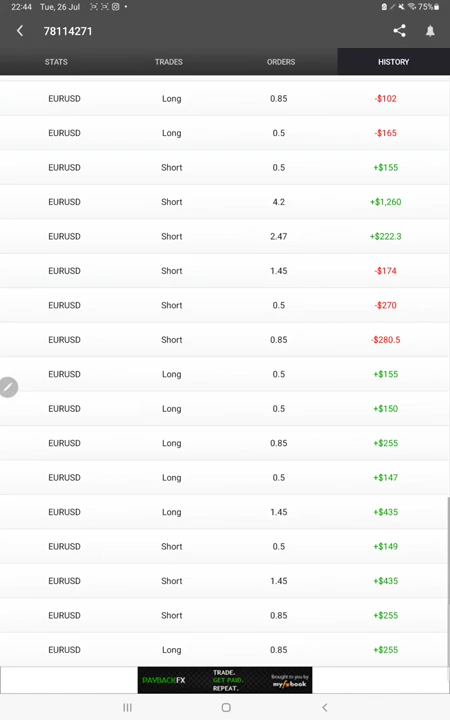 22:44 Tue, 26 Jul 75%
78114271
STATS TRADES ORDERS HISTORY
EURUSD Long 0.85 -$102
EURUSD Long 0.5 -$165
EURUSD Short 0.5 +$155
EURUSD Short 4.2 +$1,260
EURUSD Short 2.47 +$222.3
EURUSD Short 1.45 -$174
EURUSD Short 0.5 -$270
EURUSD Short 0.85 -$280.5
EURUSD Long 0.5 +$155
EURUSD Long 0.5 +$150
EURUSD Long 0.85 +$255
EURUSD Long 0.5 +$147
EURUSD Long 1.45 +$435
EURUSD Short 0.5 +$149
EURUSD Short 1.45 +$435
EURUSD Short 0.85 +$255
EURUSD Long 0.85 +$255
PAYBACKFX
TRADE.
GET PAID.
REPEAT.
Brought to you by
myfxbook